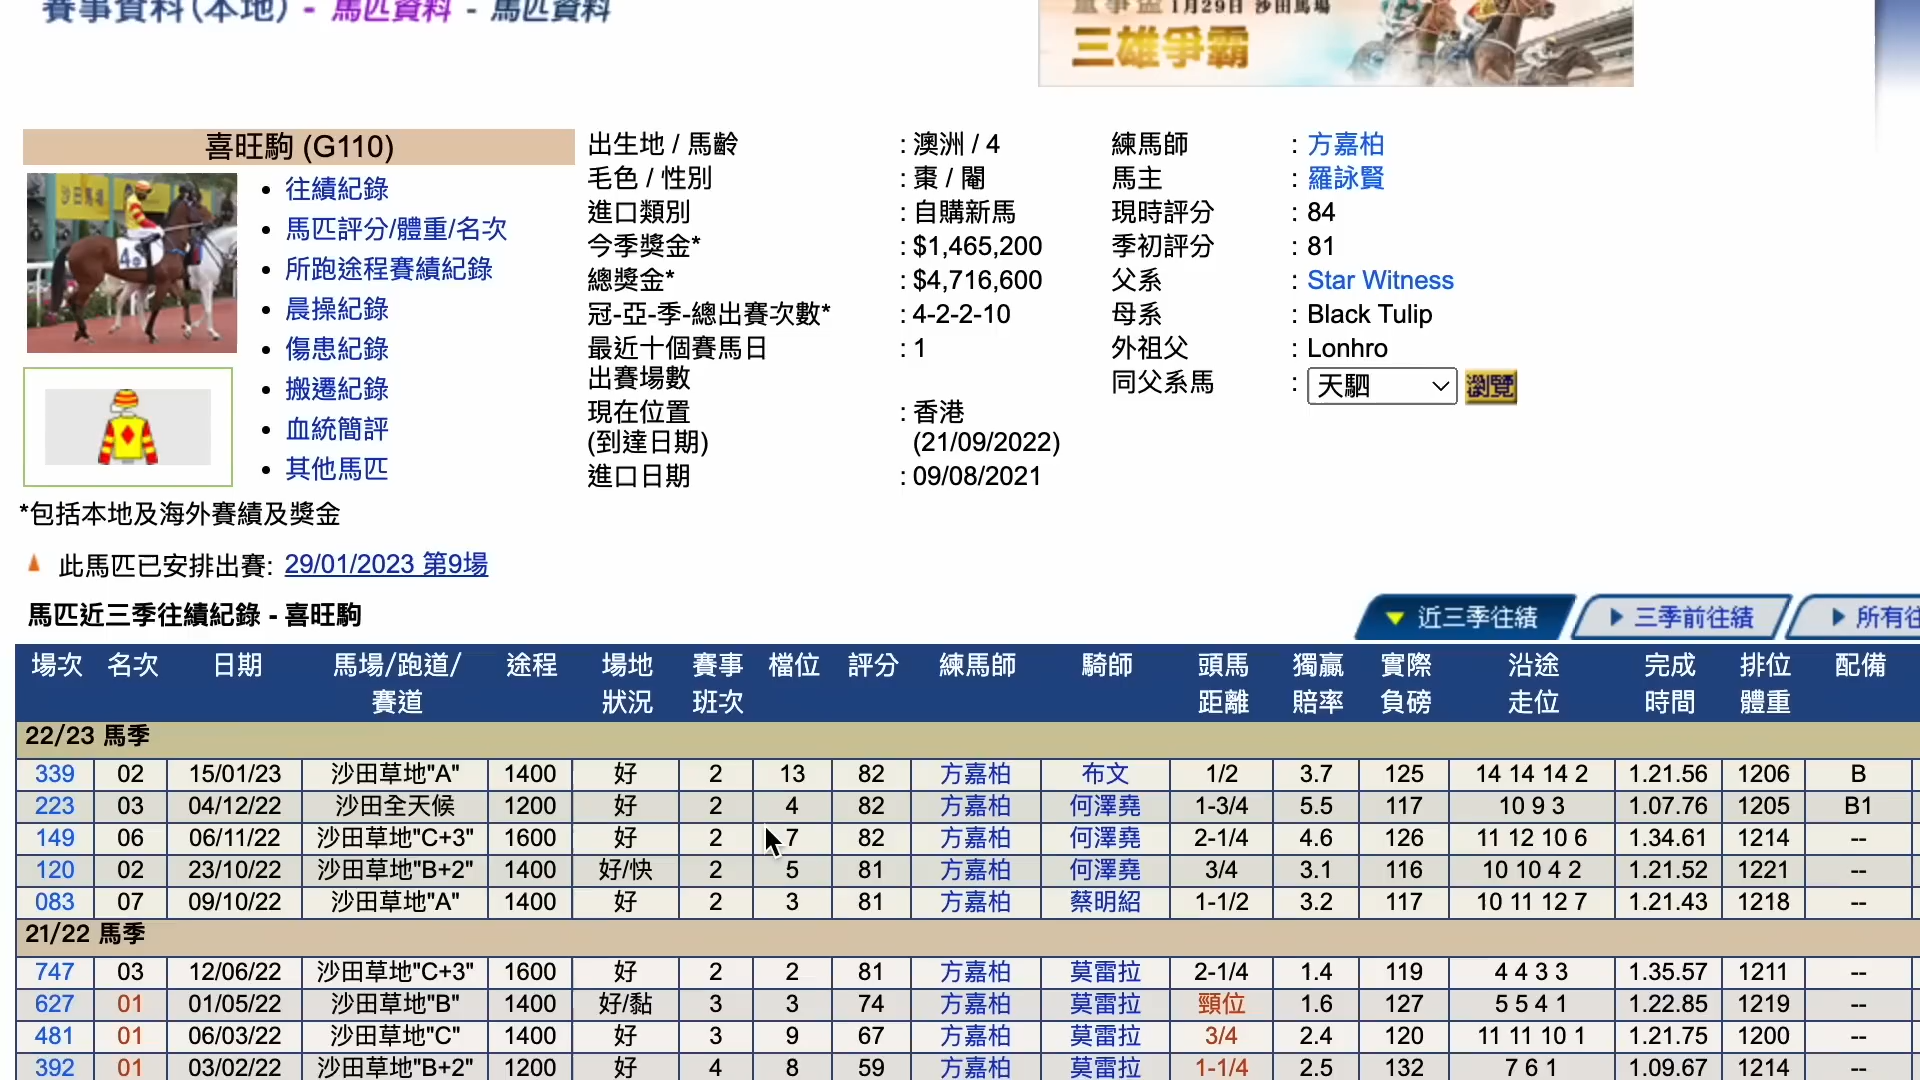 賽事資料(本地) - 馬匹資料 - 馬匹資料
董事盃 1月29日 沙田馬場
三雄爭霸
喜旺駒 (G110)
沙田馬場
往績紀錄
馬匹評分/體重/名次
所跑途程賽績紀錄
晨操紀錄
傷患紀錄
搬遷紀錄
血統簡評
其他馬匹
出生地 / 馬齡 : 澳洲 / 4
毛色 / 性別 : 棗 / 閹
進口類別 : 自購新馬
今季獎金* : $1,465,200
總獎金* : $4,716,600
冠-亞-季-總出賽次數* : 4-2-2-10
最近十個賽馬日 : 1
出賽場數
現在位置 : 香港
(到達日期) (21/09/2022)
進口日期 : 09/08/2021
練馬師 : 方嘉柏
馬主 : 羅詠賢
現時評分 : 84
季初評分 : 81
父系 : Star Witness
母系 : Black Tulip
外祖父 : Lonhro
同父系馬 : 天駟 瀏覽
*包括本地及海外賽績及獎金
此馬匹已安排出賽: 29/01/2023 第9場
馬匹近三季往績紀錄 - 喜旺駒
近三季往績 三季前往績 所有往
場次 名次 日期 馬場/跑道/ 途程 場地 賽事 檔位 評分 練馬師 騎師 頭馬 獨贏 實際 沿途 完成 排位 配備
賽道 狀況 班次 距離 賠率 負磅 走位 時間 體重
22/23 馬季
339 02 15/01/23 沙田草地"A" 1400 好 2 13 82 方嘉柏 布文 1/2 3.7 125 14 14 14 2 1.21.56 1206 B
223 03 04/12/22 沙田全天候 1200 好 2 4 82 方嘉柏 何澤堯 1-3/4 5.5 117 10 9 3 1.07.76 1205 B1
149 06 06/11/22 沙田草地"C+3" 1600 好 2 7 82 方嘉柏 何澤堯 2-1/4 4.6 126 11 12 10 6 1.34.61 1214 --
120 02 23/10/22 沙田草地"B+2" 1400 好/快 2 5 81 方嘉柏 何澤堯 3/4 3.1 116 10 10 4 2 1.21.52 1221 --
083 07 09/10/22 沙田草地"A" 1400 好 2 3 81 方嘉柏 蔡明紹 1-1/2 3.2 117 10 11 12 7 1.21.43 1218 --
21/22 馬季
747 03 12/06/22 沙田草地"C+3" 1600 好 2 2 81 方嘉柏 莫雷拉 2-1/4 1.4 119 4 4 3 3 1.35.57 1211 --
627 01 01/05/22 沙田草地"B" 1400 好/黏 3 3 74 方嘉柏 莫雷拉 頸位 1.6 127 5 5 4 1 1.22.85 1219 --
481 01 06/03/22 沙田草地"C" 1400 好 3 9 67 方嘉柏 莫雷拉 3/4 2.4 120 11 11 10 1 1.21.75 1200 --
392 01 03/02/22 沙田草地"B+2" 1200 好 4 8 59 方嘉柏 莫雷拉 1-1/4 2.5 132 7 6 1 1.09.67 1214 --